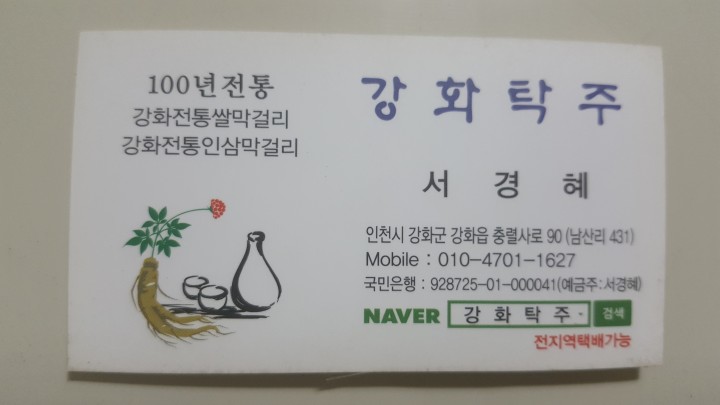 100년전통
강화전통쌀막걸리
강화전통인삼막걸리
강화탁주
서경혜
인천시 강화군 강화읍 충렬사로 90 (남산리 431)
Mobile : 010-4701-1627
국민은행 : 928725-01-000041(예금주:서경혜)
NAVER 강화탁주 검색
전지역택배가능